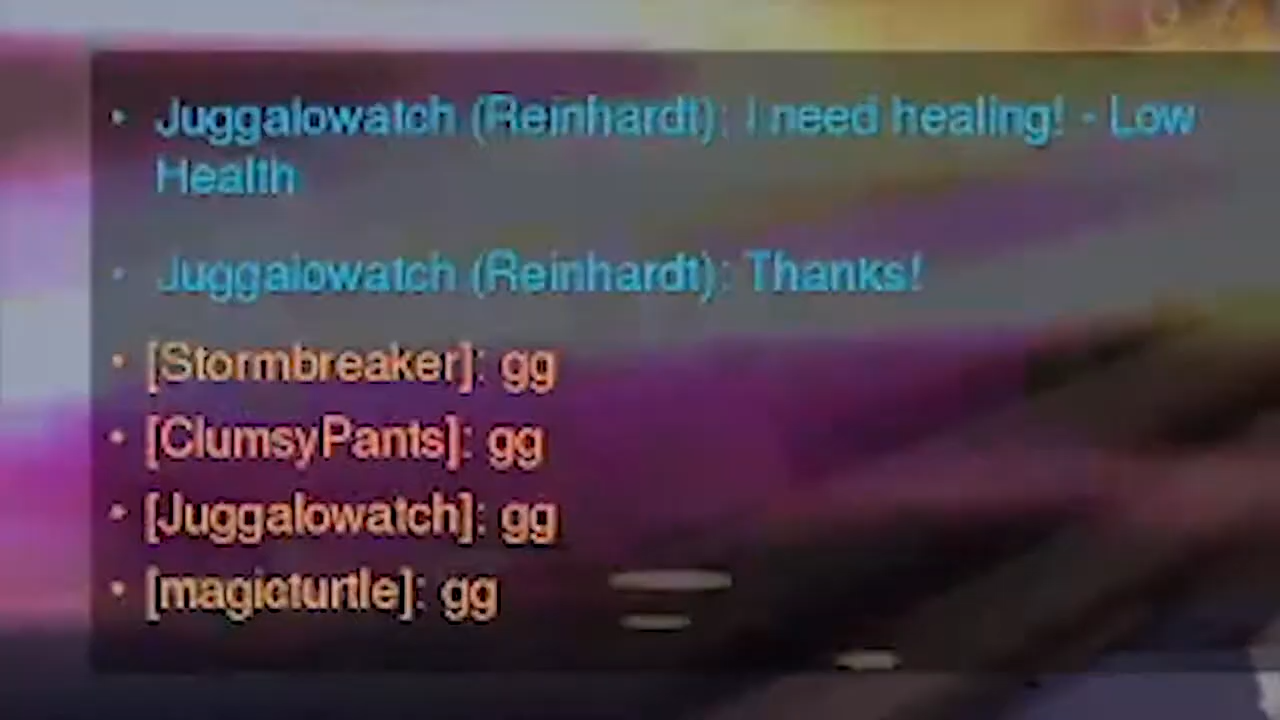 • Juggalowatch (Reinhardt): I need healing! - Low
Health
• Juggalowatch (Reinhardt): Thanks!
• [Stormbreaker]: gg
• [ClumsyPants]: gg
• [Juggalowatch]: gg
• [magicturtle]: gg